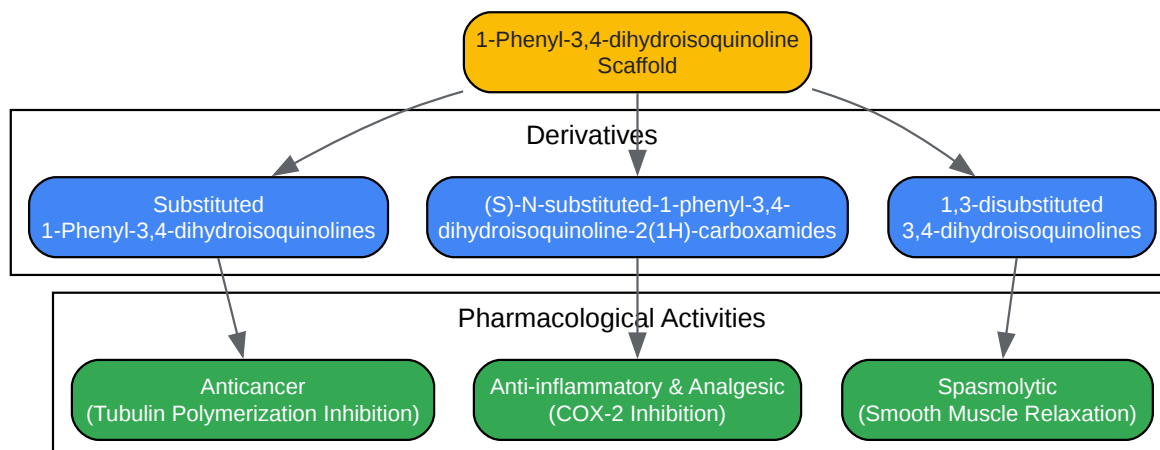 1-Phenyl-3,4-dihydroisoquinoline
Scaffold
Derivatives
Substituted
1-Phenyl-3,4-dihydroisoquinolines
(S)-N-substituted-1-phenyl-3,4-
dihydroisoquinoline-2(1H)-carboxamides
1,3-disubstituted
3,4-dihydroisoquinolines
Pharmacological Activities
Anticancer
(Tubulin Polymerization Inhibition)
Anti-inflammatory & Analgesic
(COX-2 Inhibition)
Spasmolytic
(Smooth Muscle Relaxation)